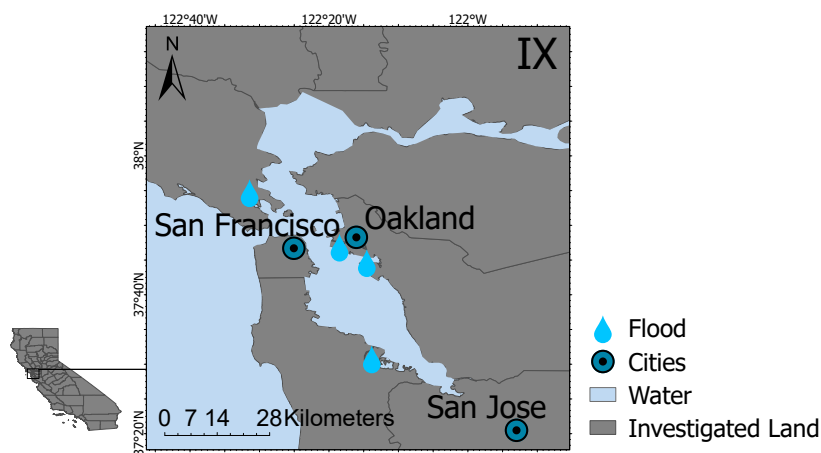 122°40'W 122°20'W 122°0'W
N
IX
38°N
San Francisco
Oakland
37°40'N
Flood
Cities
0 7 14 28 Kilometers
San Jose
Water
37°20'N
Investigated Land